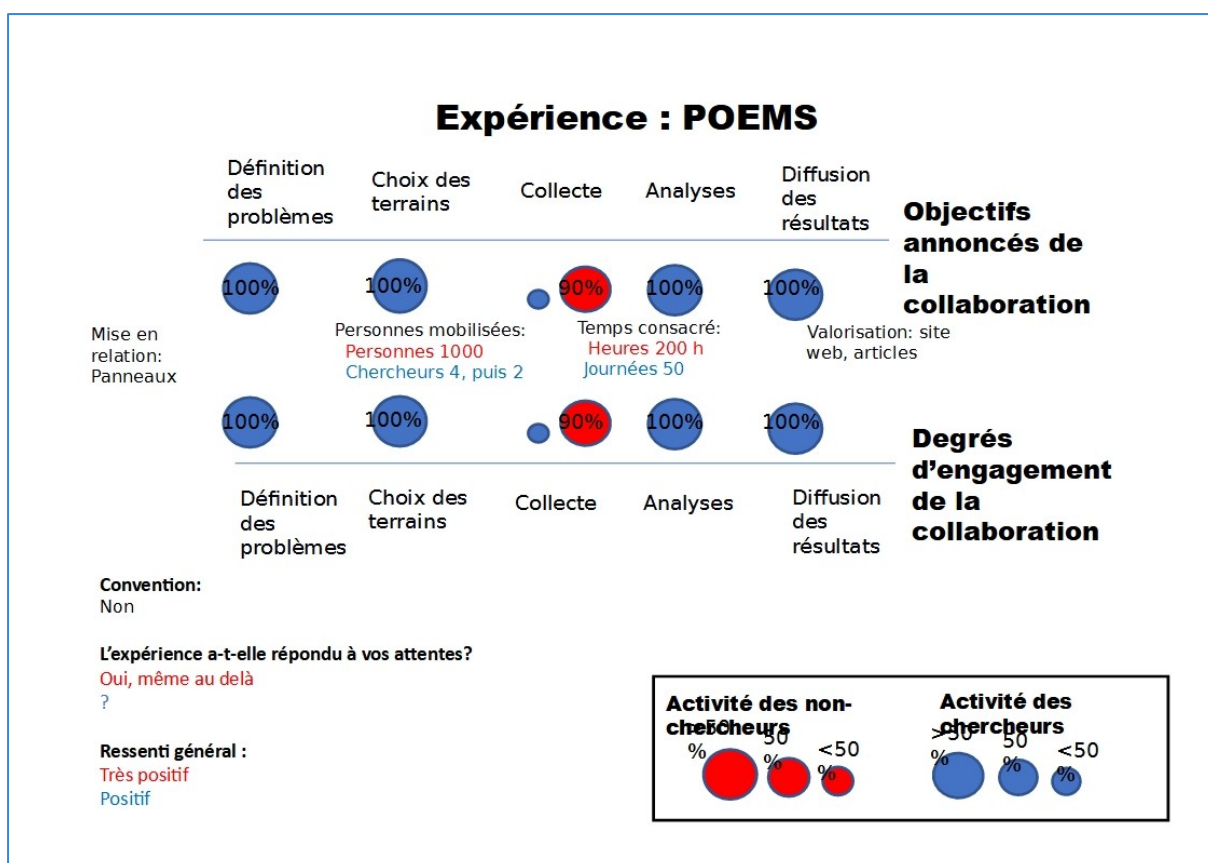 Expérience : POEMS
Définition
des
problèmes
Choix des
terrains
Collecte
Analyses
Diffusion
des
résultats
Objectifs
annoncés de
la
collaboration
100%
100%
90%
100%
100%
Mise en
relation:
Panneaux
Personnes mobilisées:
Personnes 1000
Chercheurs 4, puis 2
Temps consacré:
Heures 200 h
Journées 50
Valorisation: site
web, articles
100%
100%
90%
100%
100%
Degrés
d’engagement
de la
collaboration
Définition
des
problèmes
Choix des
terrains
Collecte
Analyses
Diffusion
des
résultats
Convention:
Non
L’expérience a-t-elle répondu à vos attentes?
Oui, même au delà
?
Ressenti général :
Très positif
Positif
Activité des non-
chercheurs
>50
%
50
%
<50
%
Activité des
chercheurs
>50
%
50
%
<50
%